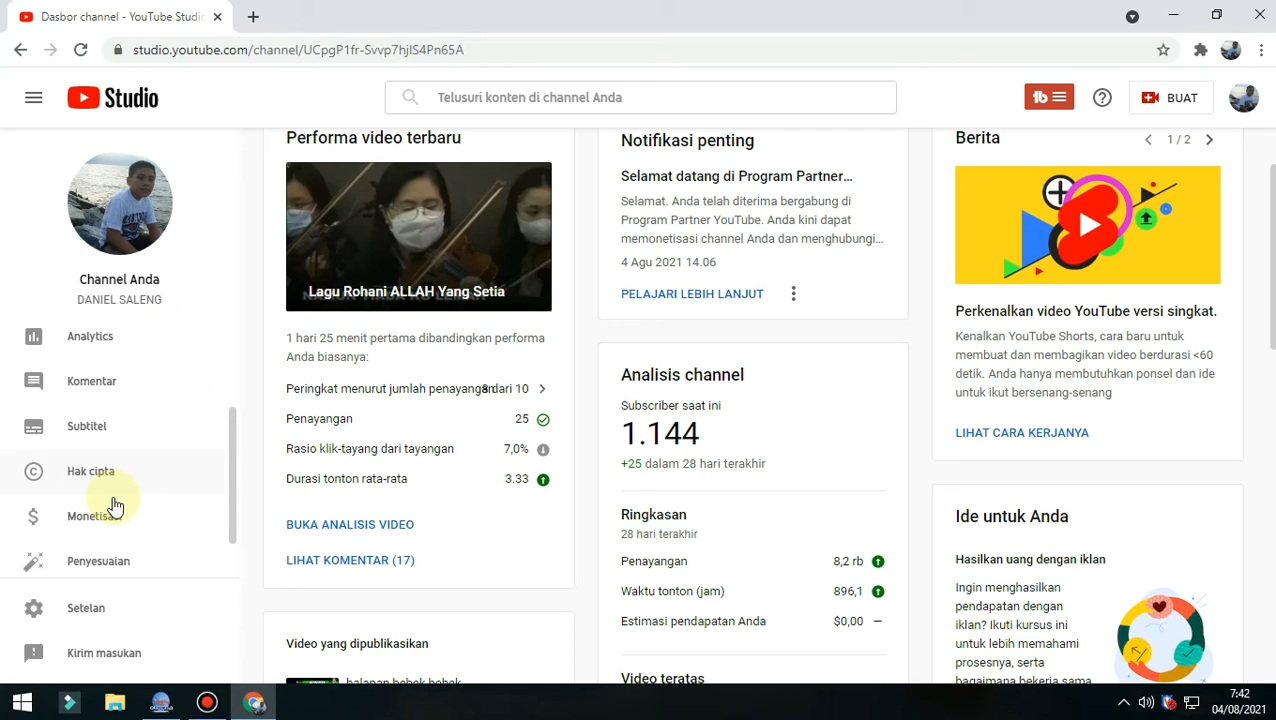 Dasbor channel - YouTube Studio
studio.youtube.com/channel/UCpgP1fr-Svvp7hjlS4Pn65A
Studio
Telusuri konten di channel Anda
tb
BUAT
Channel Anda
DANIEL SALENG
Analytics
Komentar
Subtitel
Hak cipta
Monetisasi
Penyesuaian
Setelan
Kirim masukan
Performa video terbaru
Lagu Rohani ALLAH Yang Setia
1 hari 25 menit pertama dibandingkan performa
Anda biasanya:
Peringkat menurut jumlah penayangan 8 dari 10
Penayangan 25
Rasio klik-tayang dari tayangan 7,0%
Durasi tonton rata-rata 3.33
BUKA ANALISIS VIDEO
LIHAT KOMENTAR (17)
Video yang dipublikasikan
balapan bebek bebek
Notifikasi penting
Selamat datang di Program Partner...
Selamat. Anda telah diterima bergabung di
Program Partner YouTube. Anda kini dapat
memonetisasi channel Anda dan menghubungi...
4 Agu 2021 14.06
PELAJARI LEBIH LANJUT
Analisis channel
Subscriber saat ini
1.144
+25 dalam 28 hari terakhir
Ringkasan
28 hari terakhir
Penayangan 8,2 rb
Waktu tonton (jam) 896,1
Estimasi pendapatan Anda $0,00 —
Video teratas
Berita
1 / 2
Perkenalkan video YouTube versi singkat.
Kenalkan YouTube Shorts, cara baru untuk
membuat dan membagikan video berdurasi <60
detik. Anda hanya membutuhkan ponsel dan ide
untuk ikut bersenang-senang
LIHAT CARA KERJANYA
Ide untuk Anda
Hasilkan uang dengan iklan
Ingin menghasilkan
pendapatan dengan
iklan? Ikuti kursus ini
untuk lebih memahami
prosesnya, serta
bagaimana bekerja sama
7:42
04/08/2021